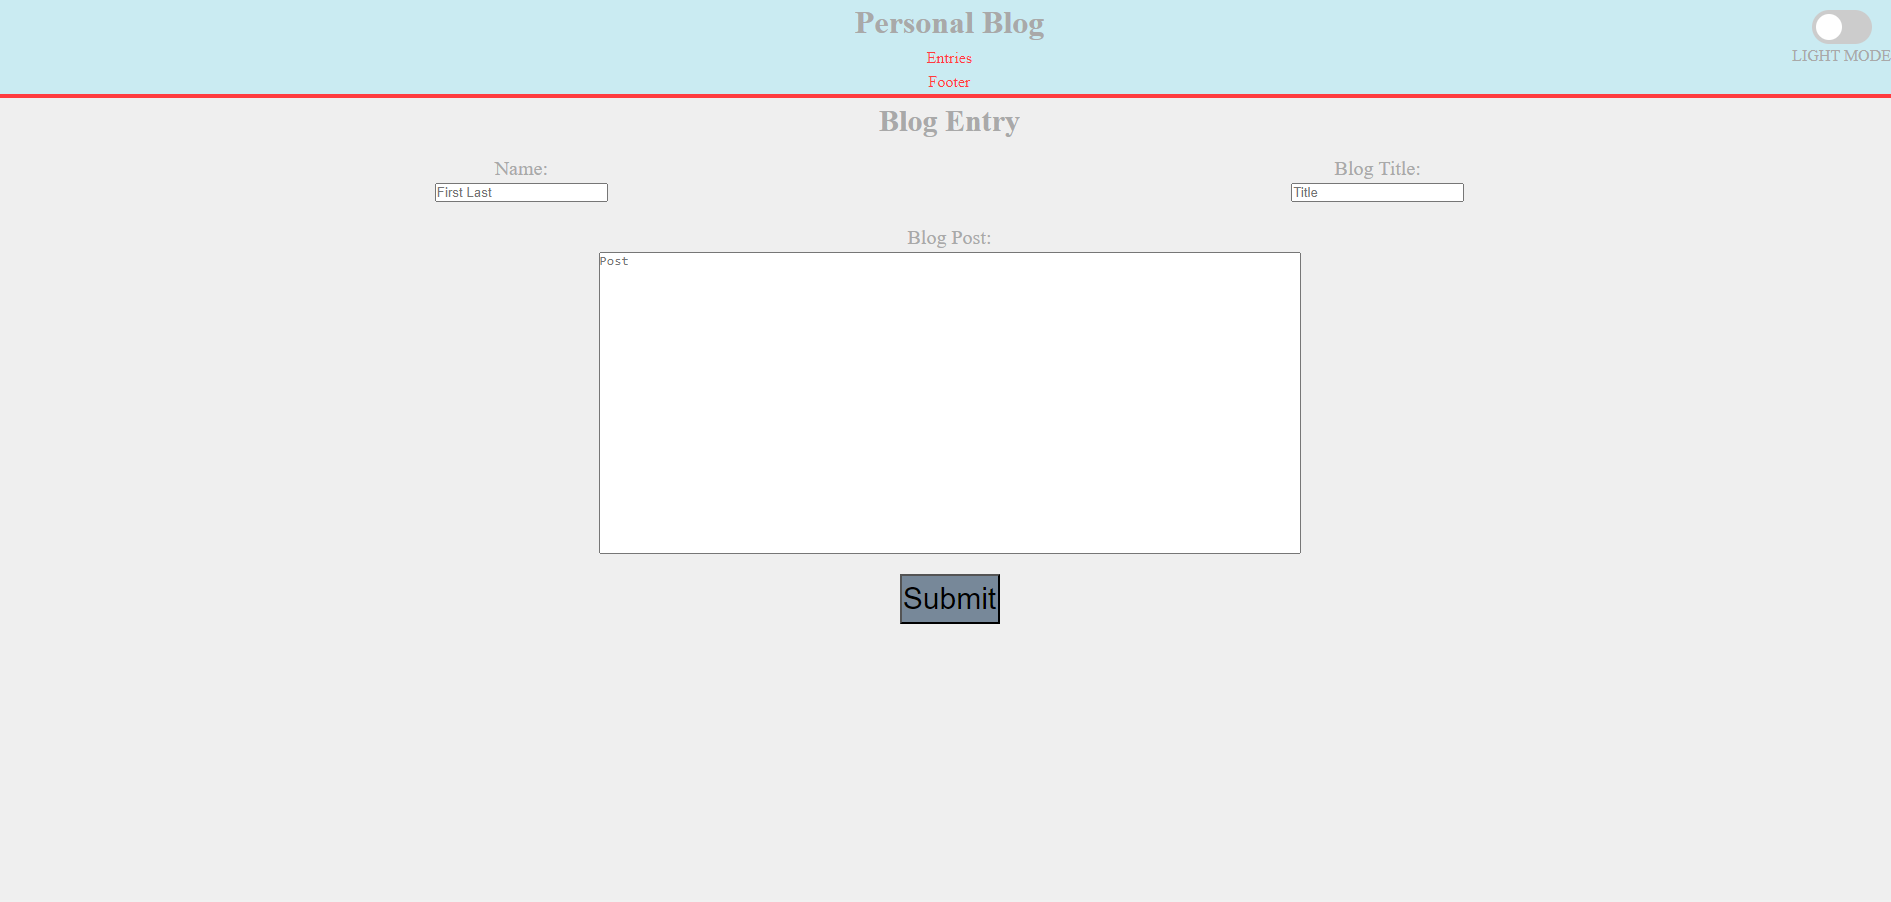 Personal Blog
LIGHT MODE
Entries
Footer
Blog Entry
Name:
First Last
Blog Title:
Title
Blog Post:
Post
Submit